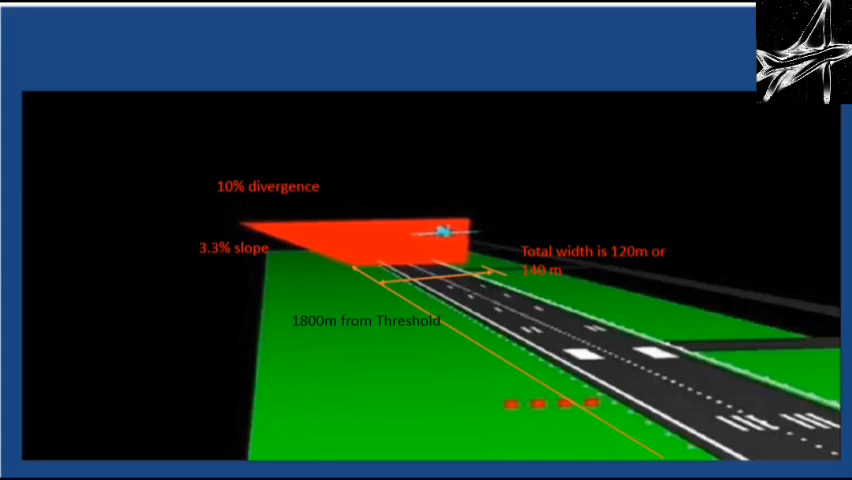 10% divergence
3.3% slope
Total width is 120m or
140 m
1800m from Threshold